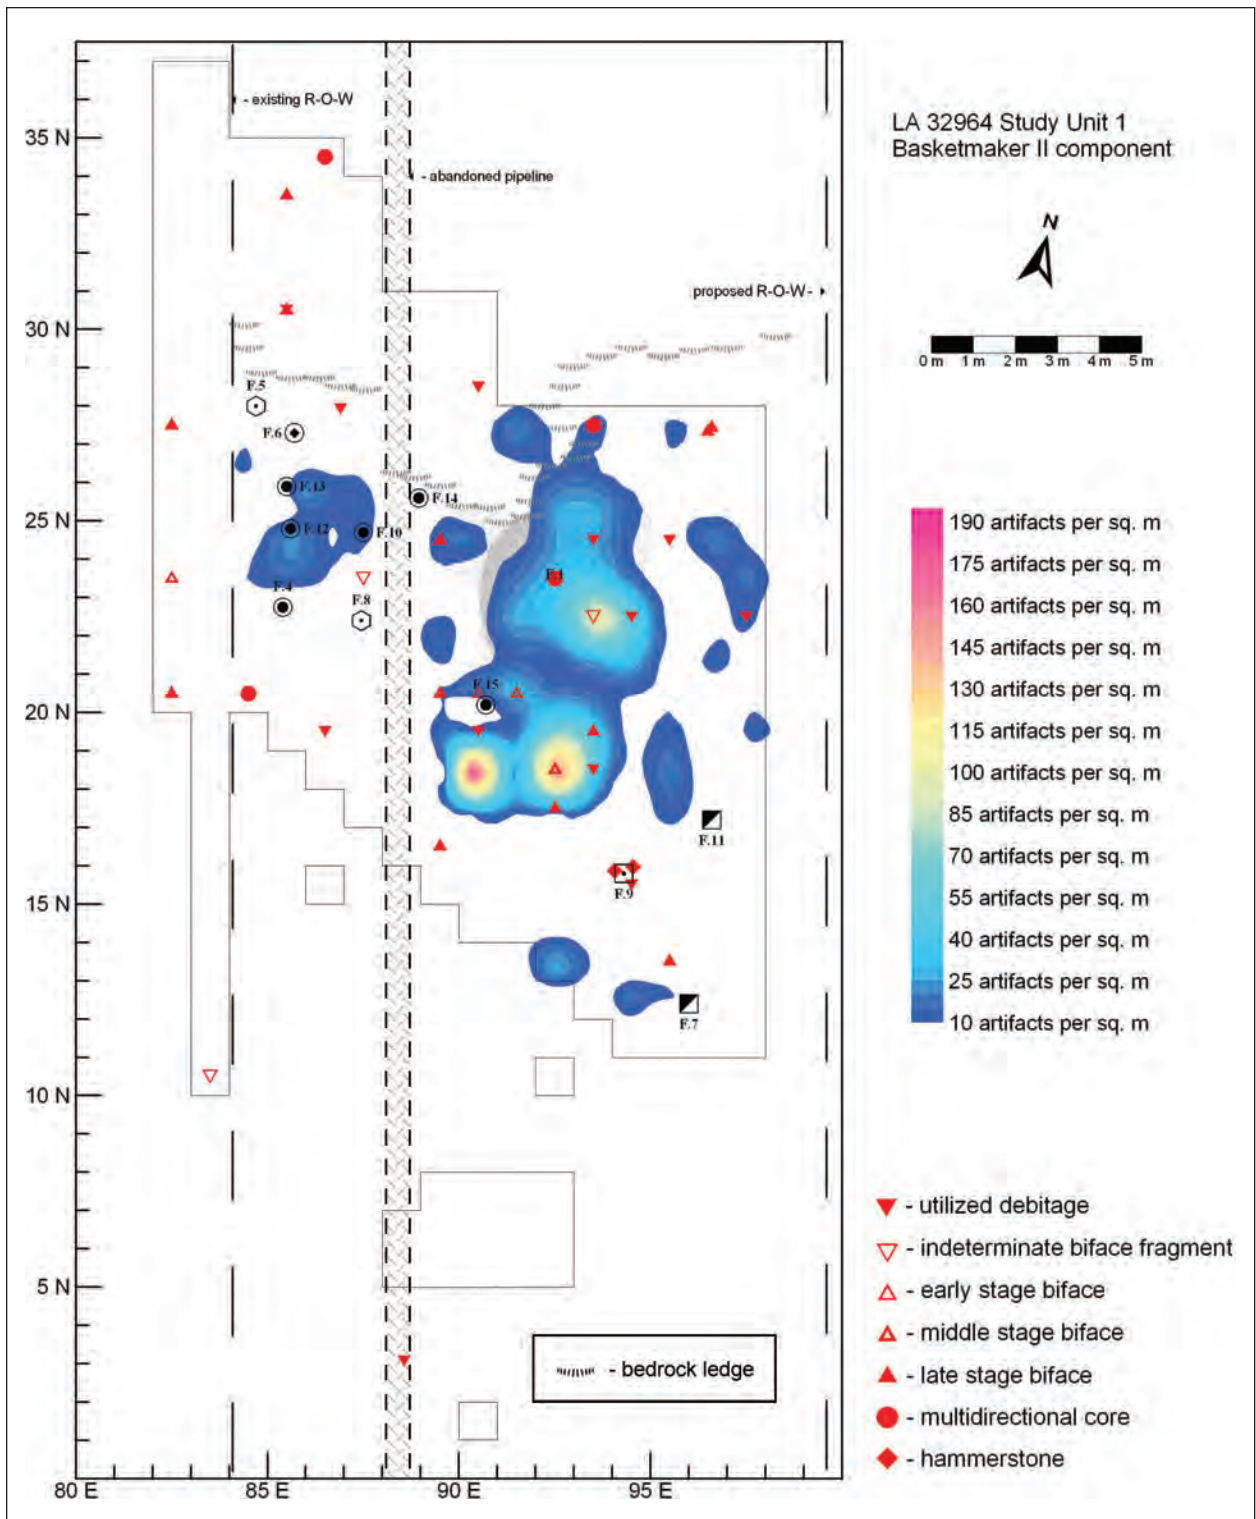 - existing R-O-W
35 N
- abandoned pipeline
LA 32964 Study Unit 1
Basketmaker II component
N
proposed R-O-W -
30 N
0 m 1 m 2 m 3 m 4 m 5 m
F.5
F.6
F.13
F.14
25 N
F.12
F.10
F.1
F.4
F.8
F.15
20 N
F.11
F.9
15 N
F.7
10 N
5 N
80 E 85 E 90 E 95 E
190 artifacts per sq. m
175 artifacts per sq. m
160 artifacts per sq. m
145 artifacts per sq. m
130 artifacts per sq. m
115 artifacts per sq. m
100 artifacts per sq. m
85 artifacts per sq. m
70 artifacts per sq. m
55 artifacts per sq. m
40 artifacts per sq. m
25 artifacts per sq. m
10 artifacts per sq. m
- utilized debitage
- indeterminate biface fragment
- early stage biface
- middle stage biface
- late stage biface
- multidirectional core
- hammerstone
- bedrock ledge